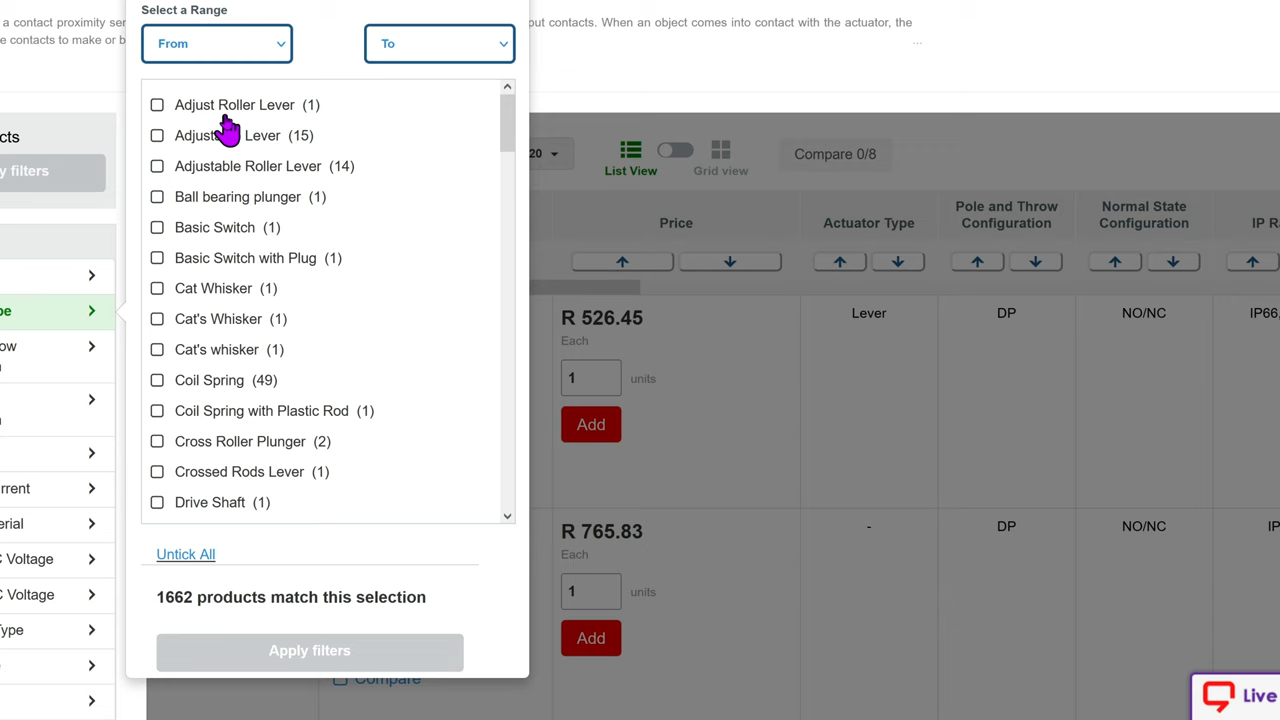 Select a Range
a contact proximity
put contacts. When an object comes into contact with the actuator, the
contacts to make or
...
From
To
Adjust Roller Lever (1)
Lever (15)
Adjustable Roller Lever (14)
Ball bearing plunger (1)
Basic Switch (1)
Basic Switch with Plug (1)
Cat Whisker (1)
Cat's Whisker (1)
Cat's whisker (1)
Coil Spring (49)
Coil Spring with Plastic Rod (1)
Cross Roller Plunger (2)
Crossed Rods Lever (1)
Drive Shaft (1)
Untick All
1662 products match this selection
Apply filters
cts
y filters
pe
ow
rrent
erial
C Voltage
C Voltage
Type
20
List View
Grid view
Compare 0/8
Price
Actuator Type
Pole and Throw
Configuration
Normal State
Configuration
IP R
R 526.45
Each
1 units
Add
Lever
DP
NO/NC
IP66,
R 765.83
Each
1 units
Add
-
DP
NO/NC
IP
Compare
Live